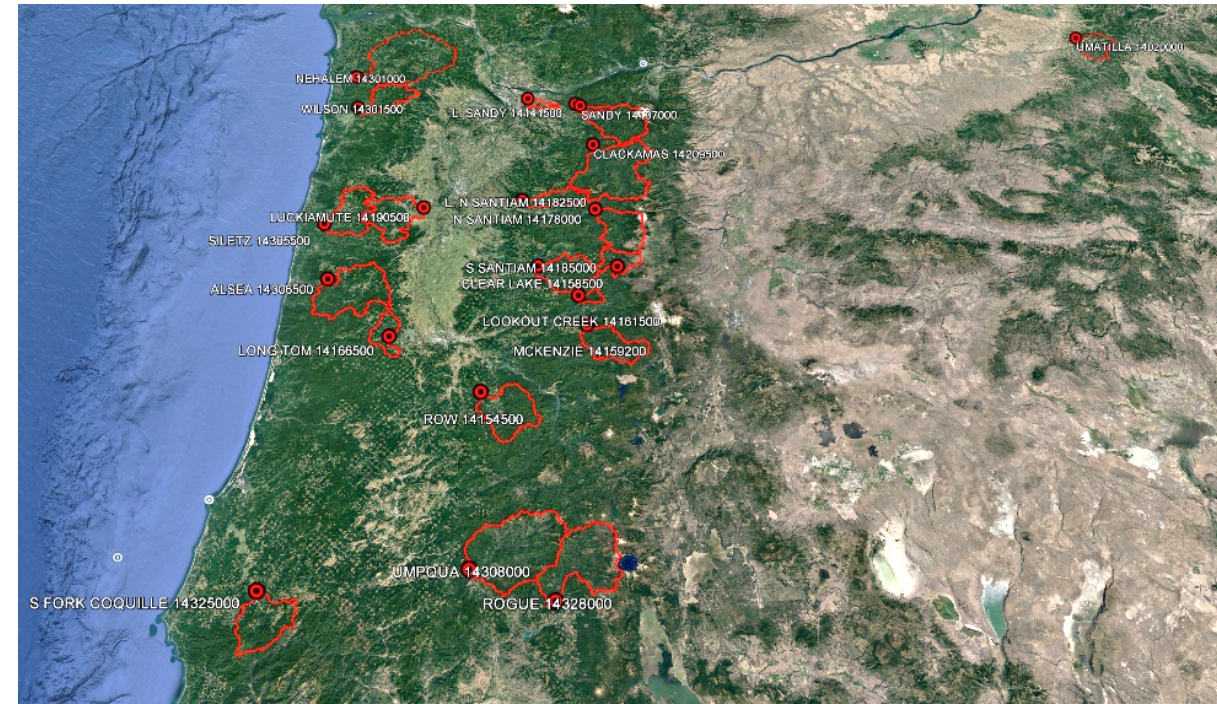 UMATILLA 14020000
NEHALEM 14301000
WILSON 14301500
L. SANDY 14141500
SANDY 14137000
CLACKAMAS 14209500
L. N SANTIAM 14182500
LUCKIAMUTE 14190500
N SANTIAM 14178000
SILETZ 14305500
S SANTIAM 14185000
CLEAR LAKE 14158500
ALSEA 14306500
LOOKOUT CREEK 14161500
LONG TOM 14166500
MCKENZIE 14159200
ROW 14154500
UMPQUA 14308000
S FORK COQUILLE 14325000
ROGUE 14328000